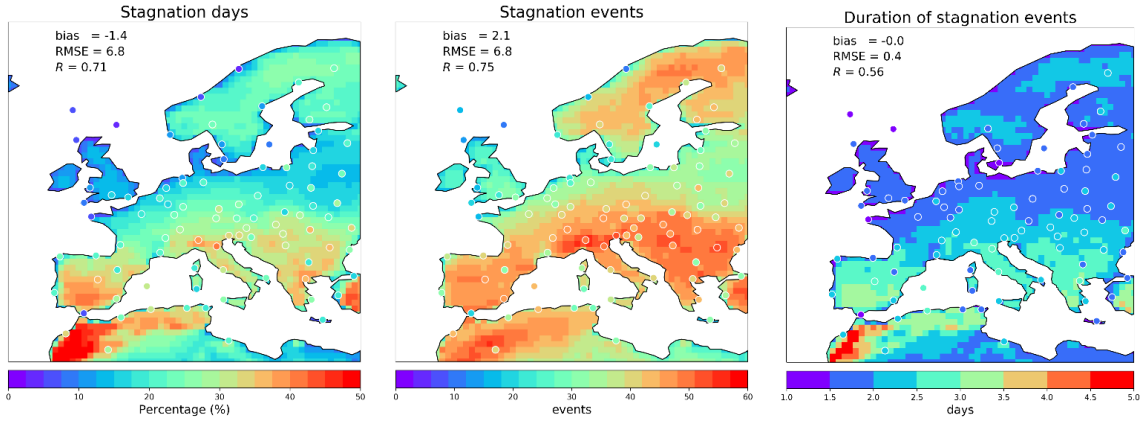 Stagnation days
bias = -1.4
RMSE = 6.8
R = 0.71
0 10 20 30 40 50
Percentage (%)
Stagnation events
bias = 2.1
RMSE = 6.8
R = 0.75
0 10 20 30 40 50 60
events
Duration of stagnation events
bias = -0.0
RMSE = 0.4
R = 0.56
1.0 1.5 2.0 2.5 3.0 3.5 4.0 4.5 5.0
days